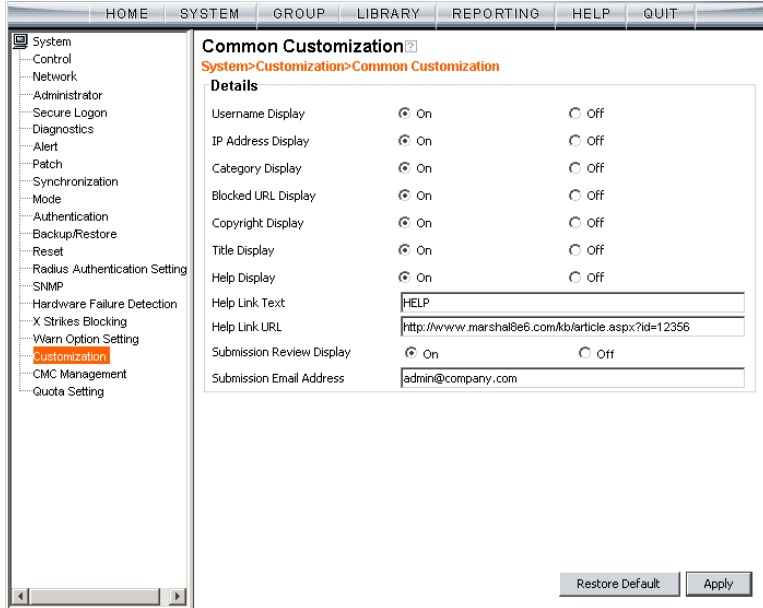 HOME SYSTEM GROUP LIBRARY REPORTING HELP QUIT
System
Control
Network
Administrator
Secure Logon
Diagnostics
Alert
Patch
Synchronization
Mode
Authentication
Backup/Restore
Reset
Radius Authentication Setting
SNMP
Hardware Failure Detection
X Strikes Blocking
Warn Option Setting
Customization
CMC Management
Quota Setting
Common Customization ?
System>Customization>Common Customization
Details
Username Display On Off
IP Address Display On Off
Category Display On Off
Blocked URL Display On Off
Copyright Display On Off
Title Display On Off
Help Display On Off
Help Link Text HELP
Help Link URL http://www.marshal8e6.com/kb/article.aspx?id=12356
Submission Review Display On Off
Submission Email Address admin@company.com
Restore Default Apply